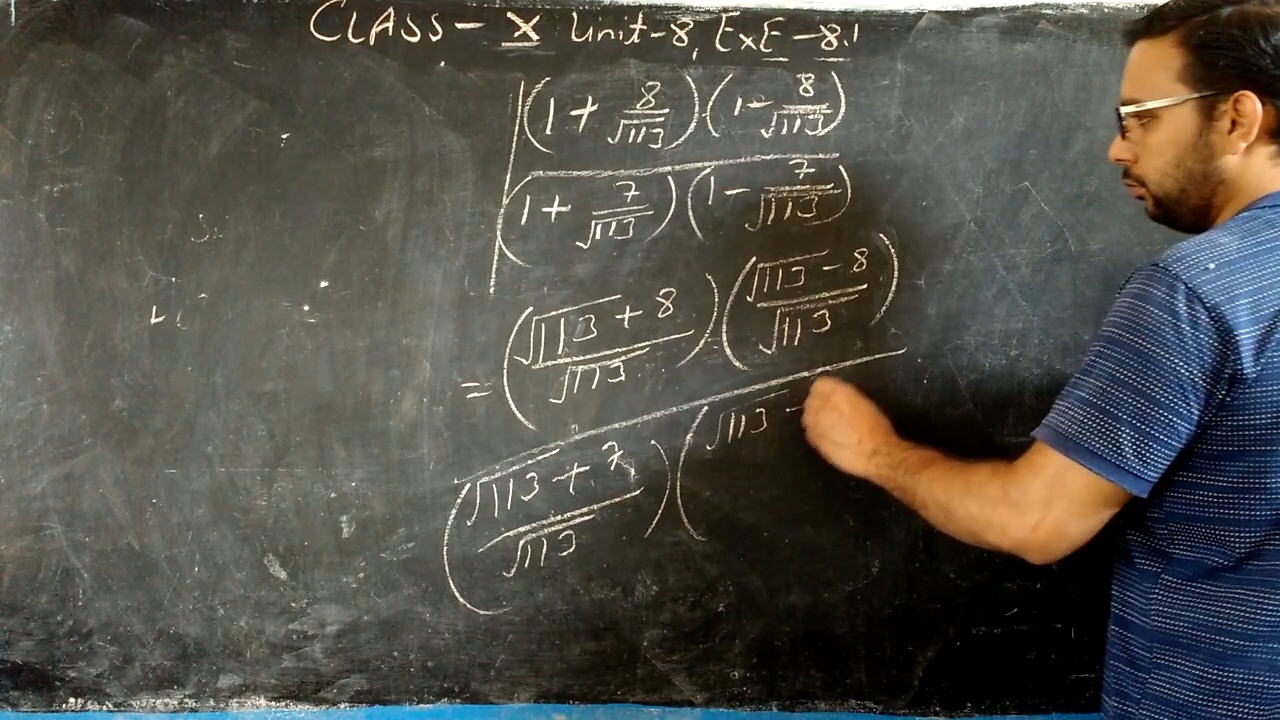 CLASS - X Unit-8, ExE-8.1
(1 + 8/√113)(1 - 8/√113)
(1 + 7/√113)(1 - 7/√113)
= (√113 + 8/√113)(√113 - 8/√113)
(√113 + 7/√113)(√113 -